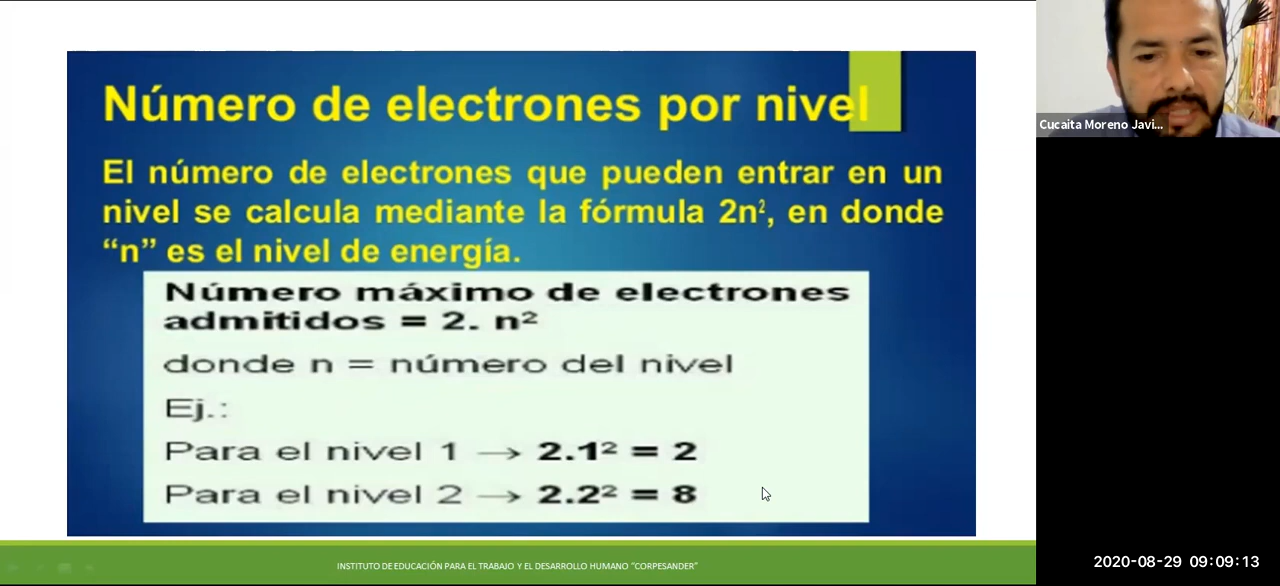 Número de electrones por nivel
El número de electrones que pueden entrar en un
nivel se calcula mediante la fórmula 2n², en donde
“n” es el nivel de energía.
Número máximo de electrones
admitidos = 2. n²
donde n = número del nivel
Ej.:
Para el nivel 1 → 2.1² = 2
Para el nivel 2 → 2.2² = 8
INSTITUTO DE EDUCACIÓN PARA EL TRABAJO Y EL DESARROLLO HUMANO “CORPESANDER”
Cucaita Moreno Javi...
2020-08-29 09:09:13